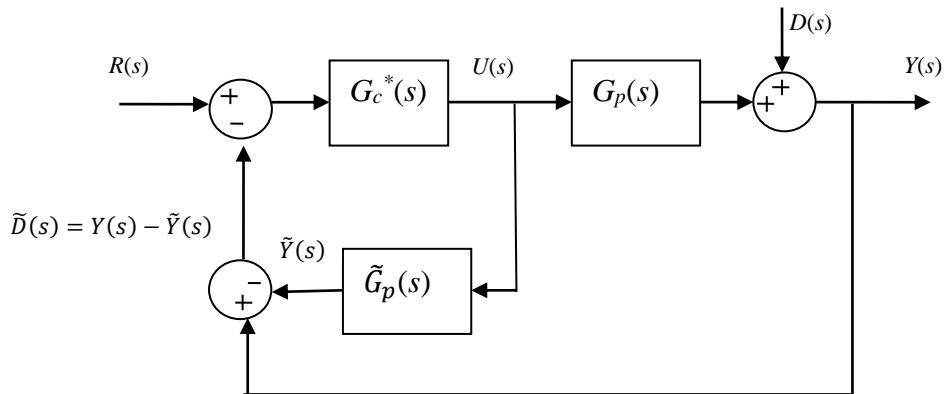 D(s)
R(s)
U(s)
Y(s)
+
−
G_c^*(s)
G_p(s)
+
+
D̃(s) = Y(s) − Ỹ(s)
Ỹ(s)
−
+
G̃_p(s)